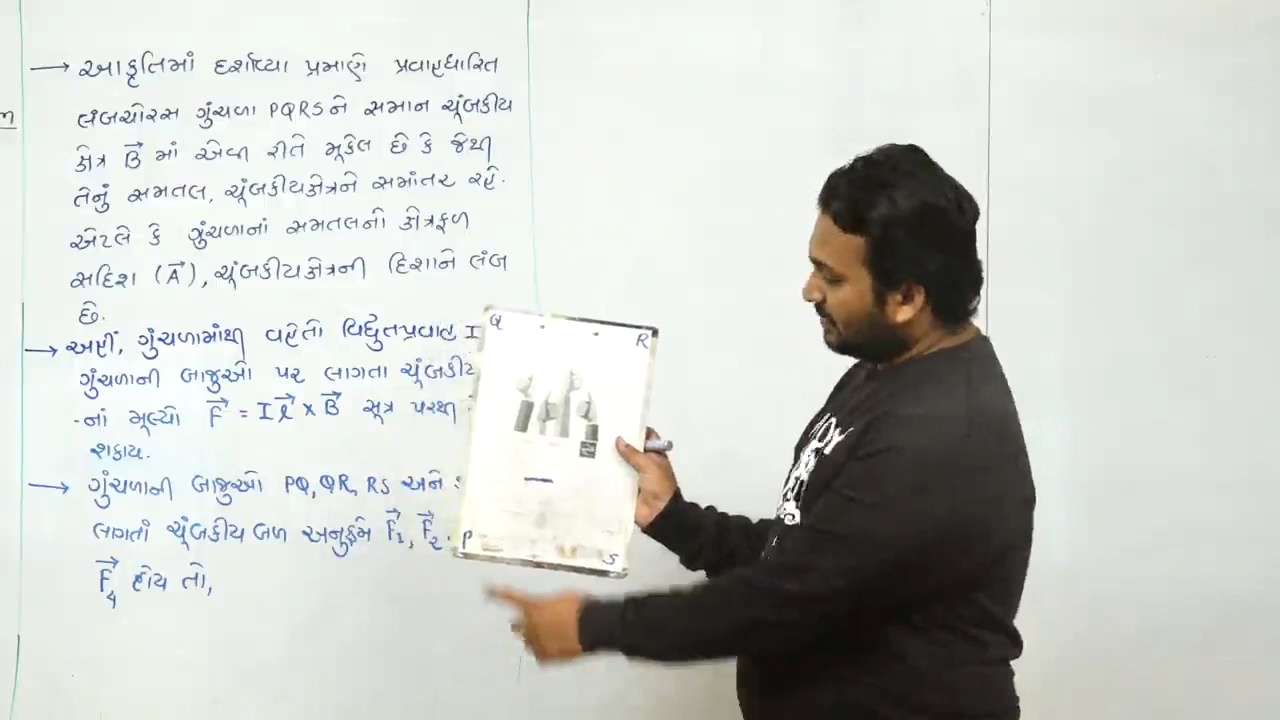 → આકૃતિમાં દર્શાવ્યા પ્રમાણે પ્રવાહધારિત
લંબચોરસ ગુંચળા PQRS ને સમાન ચૂંબકીય
ક્ષેત્ર B⃗ માં એવી રીતે મૂકેલ છે કે જેથી
તેનું સમતલ, ચૂંબકીયક્ષેત્રને સમાંતર રહે.
એટલે કે ગુંચળાનાં સમતલનો ક્ષેત્રફળ
સદિશ (A⃗), ચૂંબકીયક્ષેત્રની દિશાને લંબ
છે.
→ અહીં, ગુંચળામાંથી વહેતો વિદ્યુતપ્રવાહ I
ગુંચળાની બાજુઓ પર લાગતા
-નાં મૂલ્યો F⃗ = I l⃗ × B⃗ સૂત્ર પરથી
શકાય.
→ ગુંચળાની બાજુઓ PQ, QR, RS અને
લાગતાં ચૂંબકીય બળ અનુક્રમે F⃗₁, F⃗₂
F⃗₄ હોય તો,
Q
R
P
S